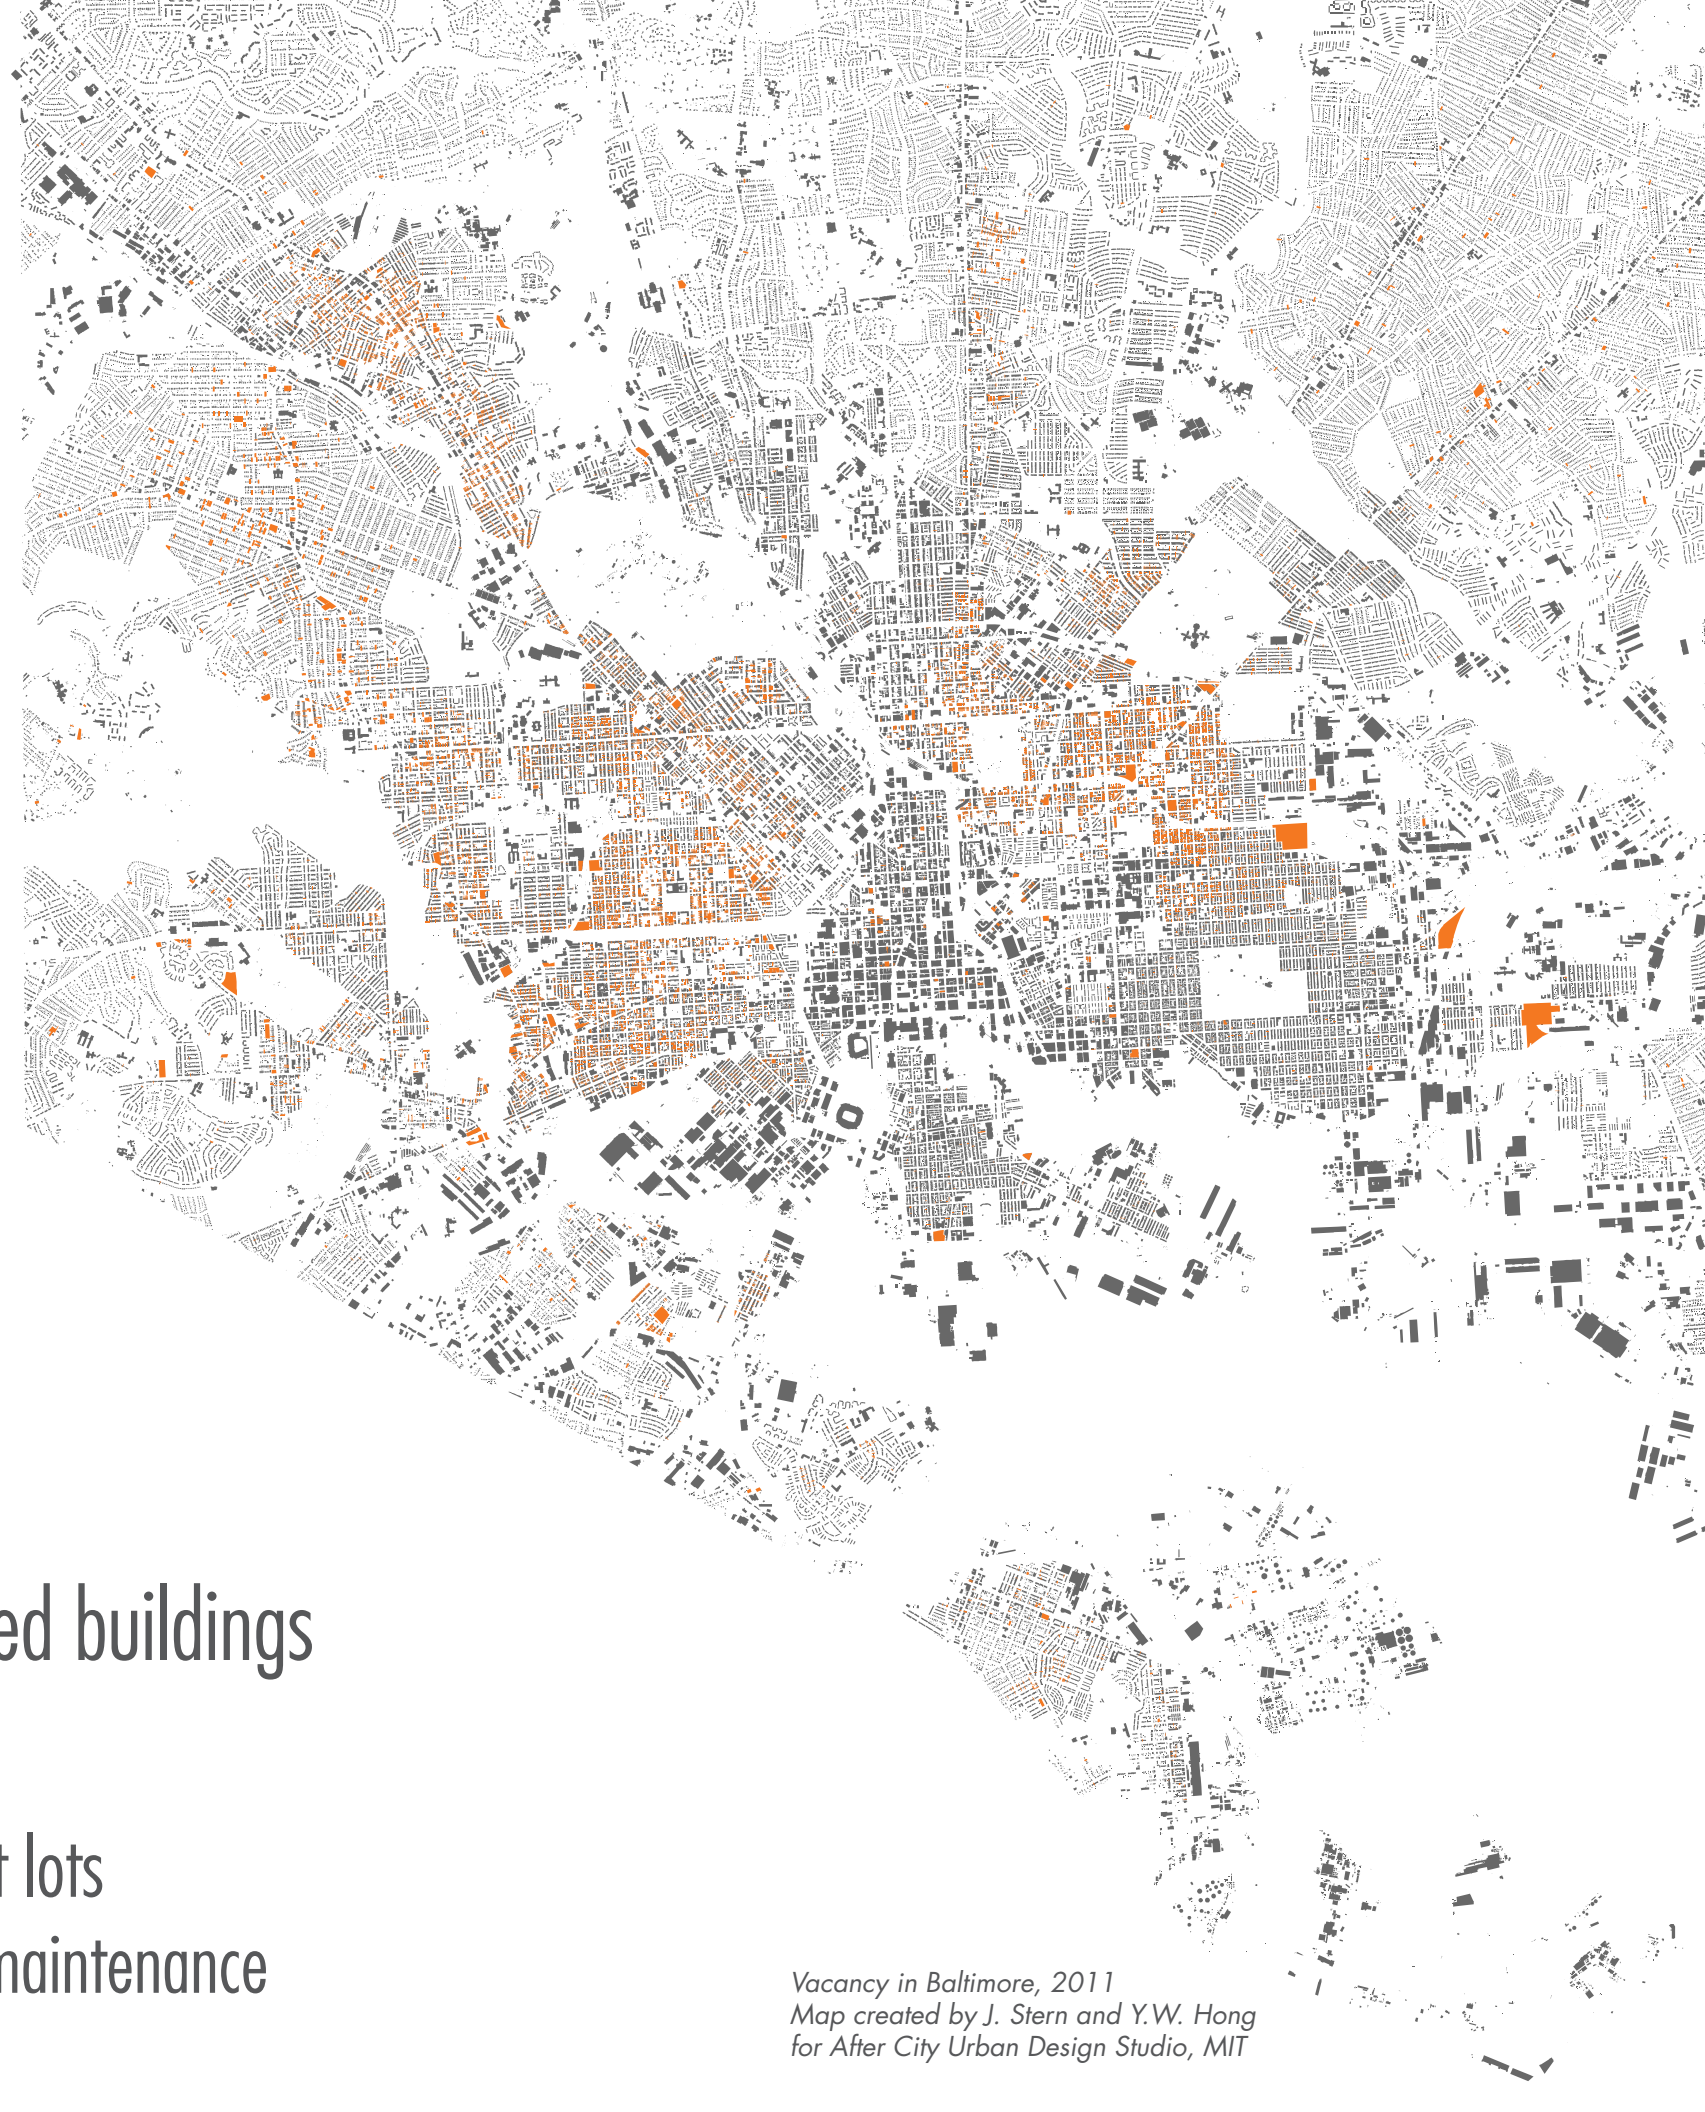 ed buildings
t lots
maintenance
Vacancy in Baltimore, 2011
Map created by J. Stern and Y.W. Hong
for After City Urban Design Studio, MIT